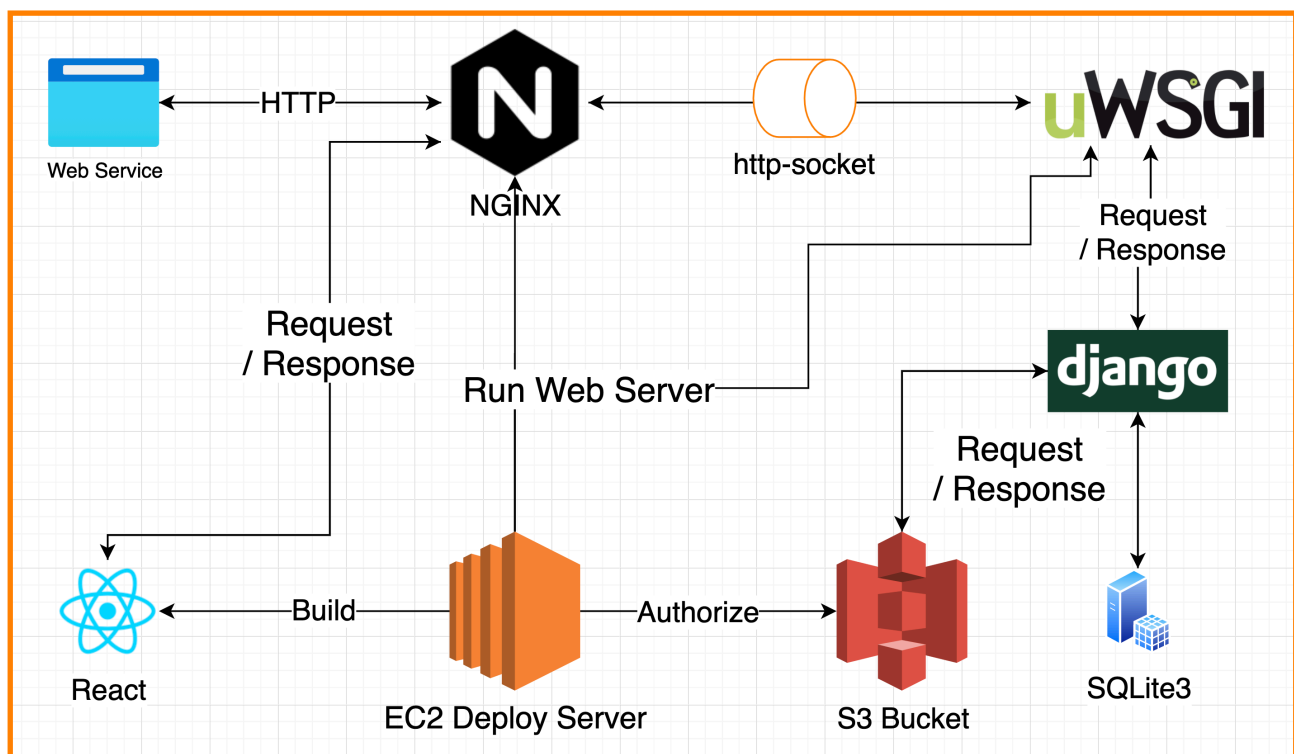 HTTP
N
uWSGI
Web Service
http-socket
NGINX
Request
/ Response
Request
/ Response
django
Run Web Server
Request
/ Response
Build
Authorize
React
EC2 Deploy Server
S3 Bucket
SQLite3